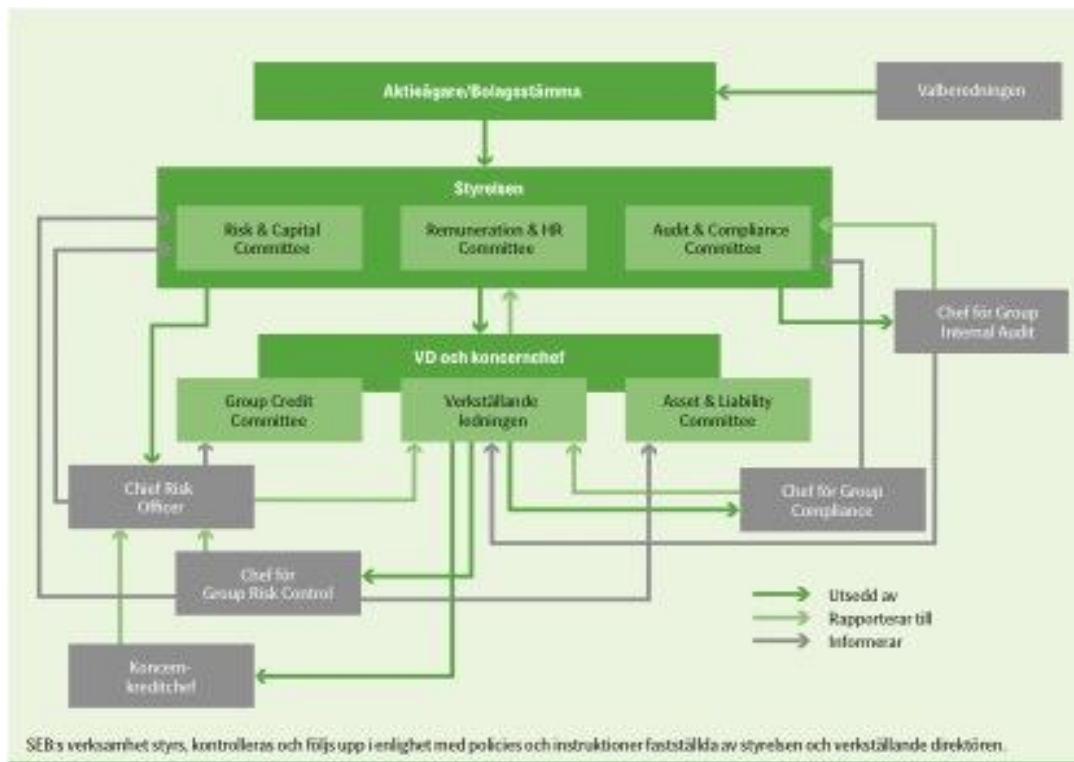 Aktieägare/Bolagsstämma
Valberedningen
Styrelsen
Risk & Capital
Committee
Remuneration & HR
Committee
Audit & Compliance
Committee
Chef för Group
Internal Audit
VD och koncernchef
Group Credit
Committee
Verkställande
ledningen
Asset & Liability
Committee
Chief Risk
Officer
Chef för Group
Compliance
Chef för
Group Risk Control
Koncern-
kreditchef
Utsedd av
Rapporterar till
Informerar
SEB:s verksamhet styrs, kontrolleras och följs upp i enlighet med policies och instruktioner fastställda av styrelsen och verkställande direktören.